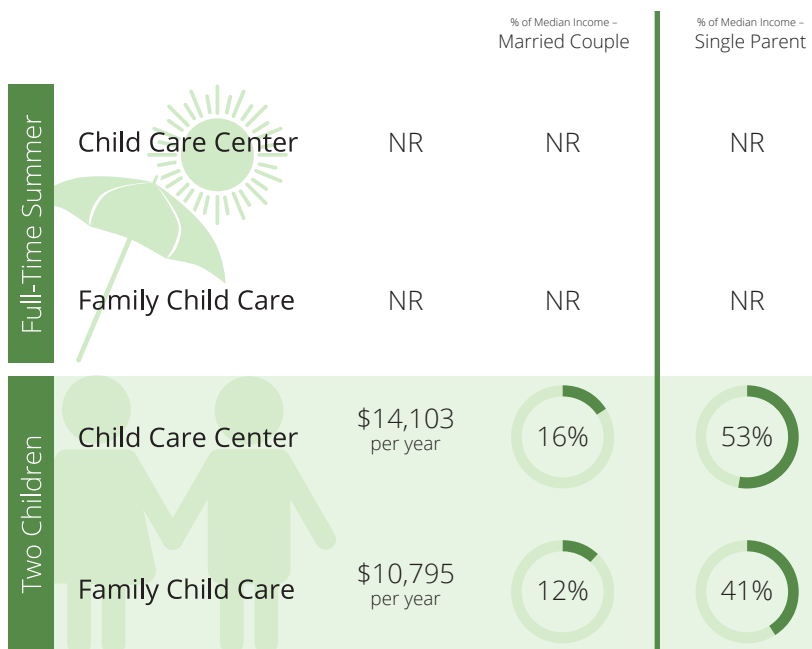 % of Median Income –
Married Couple
% of Median Income –
Single Parent
Full-Time Summer
Child Care Center
NR
NR
NR
Family Child Care
NR
NR
NR
Two Children
Child Care Center
$14,103
per year
16%
53%
Family Child Care
$10,795
per year
12%
41%